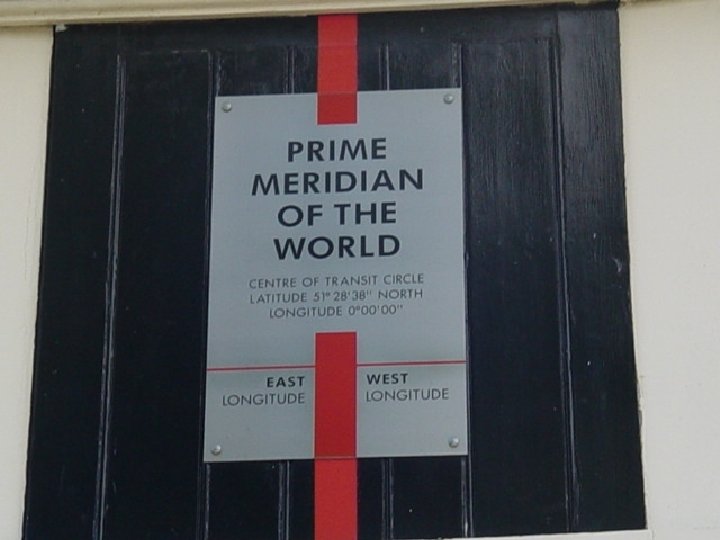 PRIME
MERIDIAN
OF THE
WORLD
CENTRE OF TRANSIT CIRCLE
LATITUDE 51° 28'38" NORTH
LONGITUDE 0°00'00"
EAST
LONGITUDE
WEST
LONGITUDE